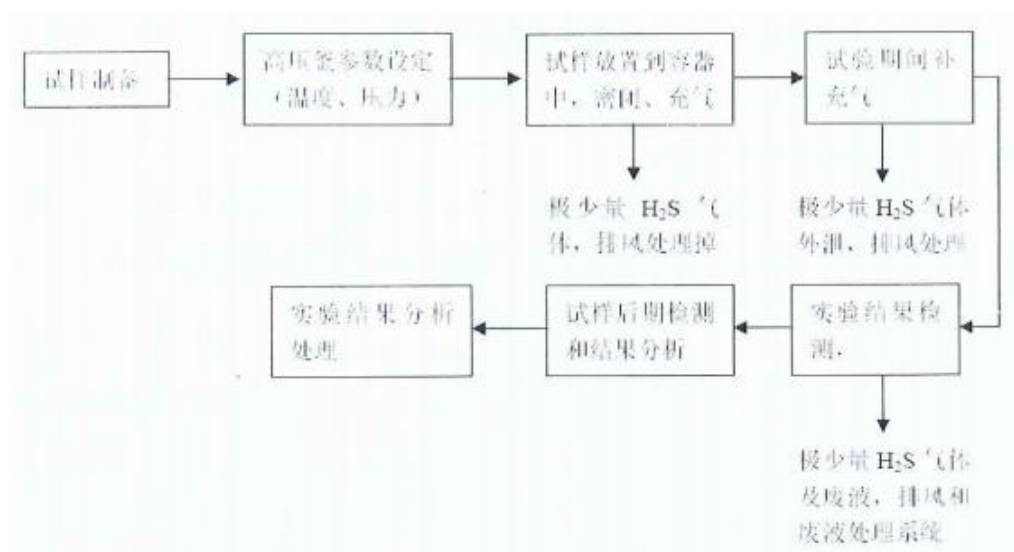 试样制备
高压釜参数设定
（温度、压力）
试样放置到容器
中，密闭、充气
试验期间补
充气
极少量 H₂S 气
体，排风处理掉
极少量 H₂S 气体
外泄，排风处理
实验结果检
测.
试样后期检测
和结果分析
实验结果分析
处理
极少量 H₂S 气体
及废液，排风和
废液处理系统